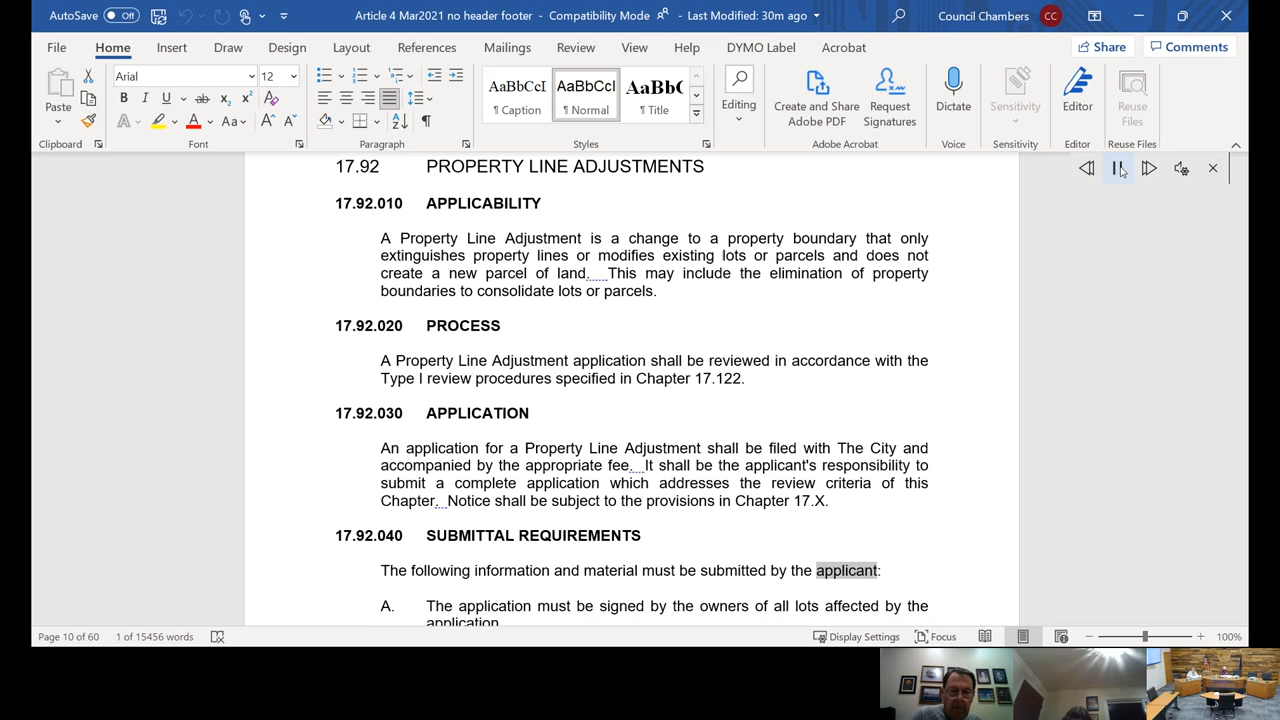 AutoSave Off Article 4 Mar2021 no header footer - Compatibility Mode - Last Modified: 30m ago Council Chambers CC
File Home Insert Draw Design Layout References Mailings Review View Help DYMO Label Acrobat Share Comments
Arial 12
AaBbCcI AaBbCcI AaBbC
B I U ab x₂ x² A
Paste ¶ Caption ¶ Normal ¶ Title Editing Create and Share Adobe PDF Request Signatures Dictate Sensitivity Editor Reuse Files
A A Aa A A
Clipboard Font Paragraph Styles Adobe Acrobat Voice Sensitivity Editor Reuse Files
17.92 PROPERTY LINE ADJUSTMENTS
17.92.010 APPLICABILITY
A Property Line Adjustment is a change to a property boundary that only
extinguishes property lines or modifies existing lots or parcels and does not
create a new parcel of land. This may include the elimination of property
boundaries to consolidate lots or parcels.
17.92.020 PROCESS
A Property Line Adjustment application shall be reviewed in accordance with the
Type I review procedures specified in Chapter 17.122.
17.92.030 APPLICATION
An application for a Property Line Adjustment shall be filed with The City and
accompanied by the appropriate fee. It shall be the applicant's responsibility to
submit a complete application which addresses the review criteria of this
Chapter. Notice shall be subject to the provisions in Chapter 17.X.
17.92.040 SUBMITTAL REQUIREMENTS
The following information and material must be submitted by the applicant:
A. The application must be signed by the owners of all lots affected by the
application.
Page 10 of 60 1 of 15456 words Display Settings Focus 100%